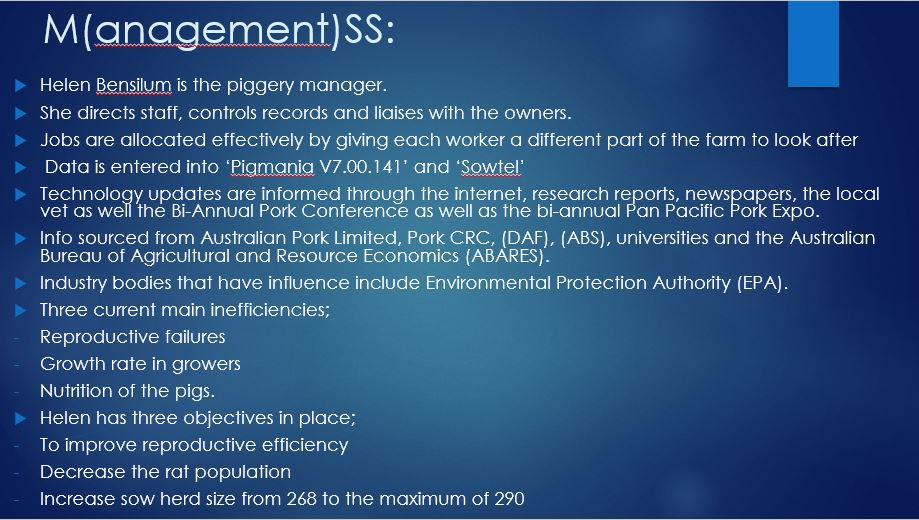 M(anagement)SS:
Helen Bensilum is the piggery manager.
She directs staff, controls records and liaises with the owners.
Jobs are allocated effectively by giving each worker a different part of the farm to look after
Data is entered into ‘Pigmania V7.00.141’ and ‘Sowtel’
Technology updates are informed through the internet, research reports, newspapers, the local
vet as well the Bi-Annual Pork Conference as well as the bi-annual Pan Pacific Pork Expo.
Info sourced from Australian Pork Limited, Pork CRC, (DAF), (ABS), universities and the Australian
Bureau of Agricultural and Resource Economics (ABARES).
Industry bodies that have influence include Environmental Protection Authority (EPA).
Three current main inefficiencies;
- Reproductive failures
- Growth rate in growers
- Nutrition of the pigs.
Helen has three objectives in place;
- To improve reproductive efficiency
- Decrease the rat population
- Increase sow herd size from 268 to the maximum of 290